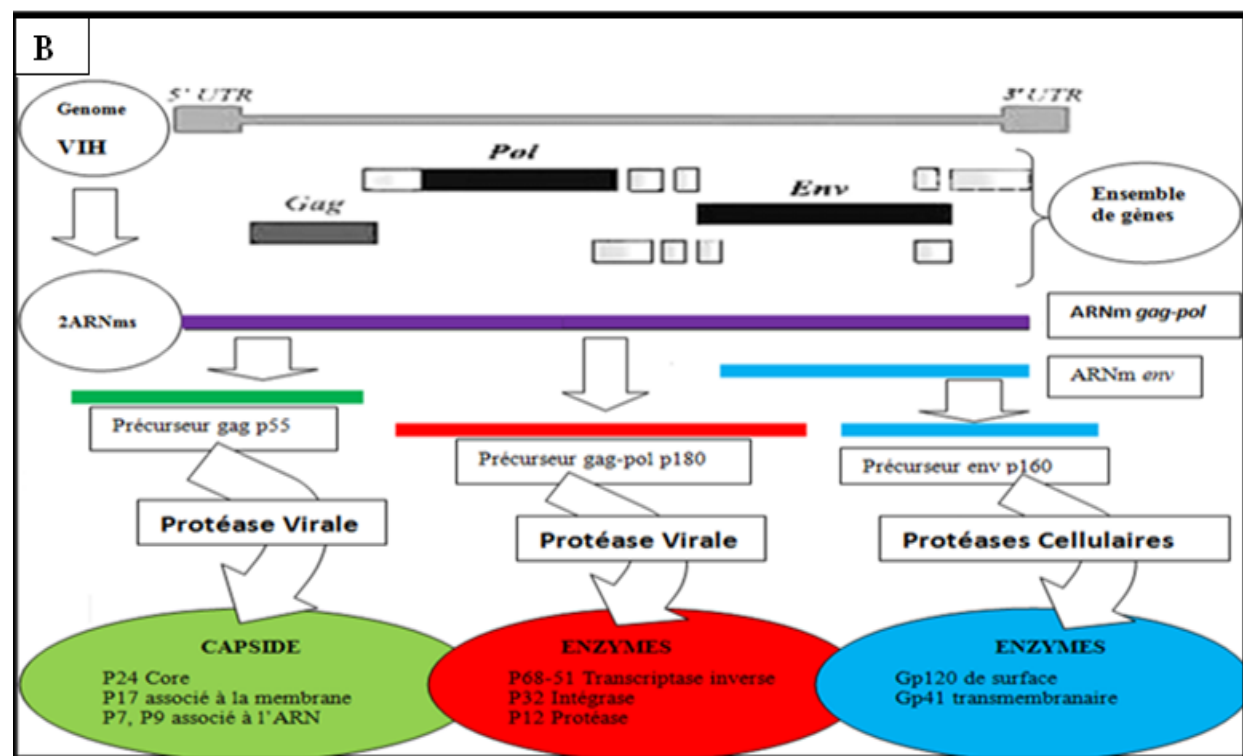 B
5' UTR
3' UTR
Genome
VIH
Pol
Gag
Env
Ensemble
de gènes
2ARNms
ARNm gag-pol
ARNm env
Précurseur gag p55
Précurseur gag-pol p180
Précurseur env p160
Protéase Virale
Protéase Virale
Protéases Cellulaires
CAPSIDE
P24 Core
P17 associé à la membrane
P7, P9 associé à l'ARN
ENZYMES
P68-51 Transcriptase inverse
P32 Intégrase
P12 Protéase
ENZYMES
Gp120 de surface
Gp41 transmembranaire